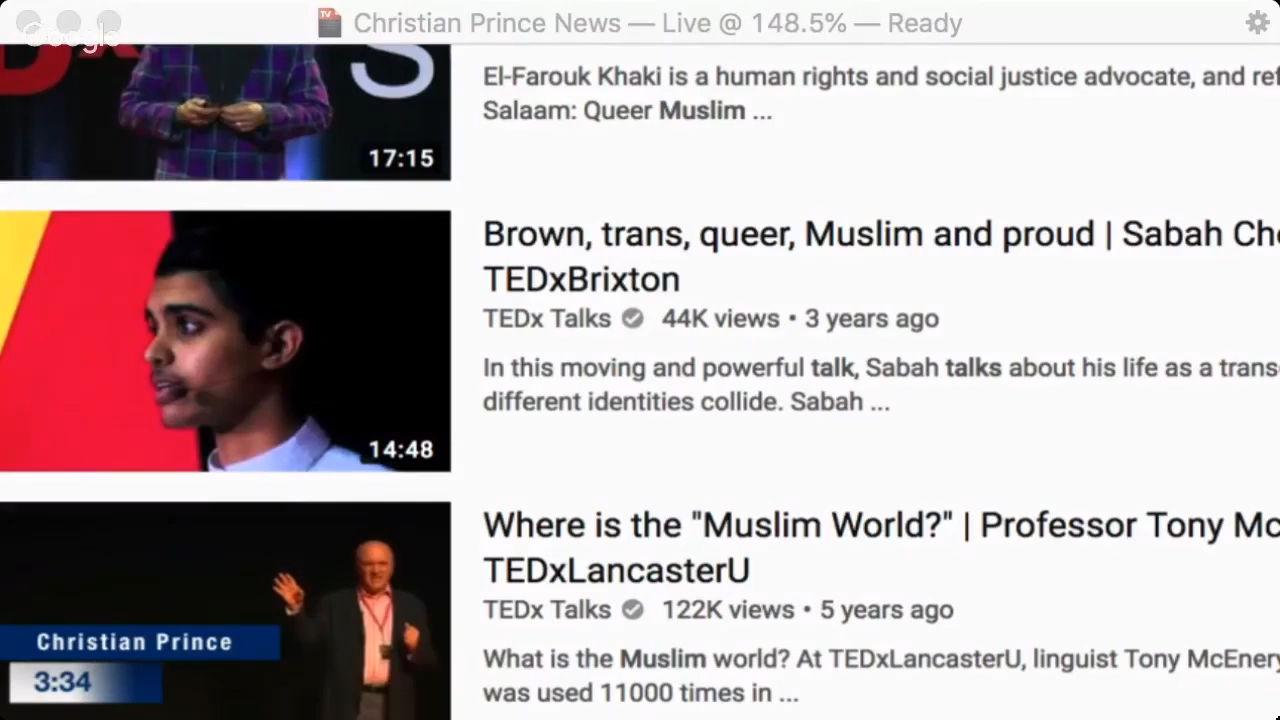 Christian Prince News — Live @ 148.5% — Ready
Google
S
El-Farouk Khaki is a human rights and social justice advocate, and ref
Salaam: Queer Muslim ...
17:15
Brown, trans, queer, Muslim and proud | Sabah Cho
TEDxBrixton
TEDx Talks 44K views • 3 years ago
In this moving and powerful talk, Sabah talks about his life as a trans
different identities collide. Sabah ...
14:48
Where is the "Muslim World?" | Professor Tony Mc
TEDxLancasterU
TEDx Talks 122K views • 5 years ago
What is the Muslim world? At TEDxLancasterU, linguist Tony McEnery
was used 11000 times in ...
Christian Prince
3:34